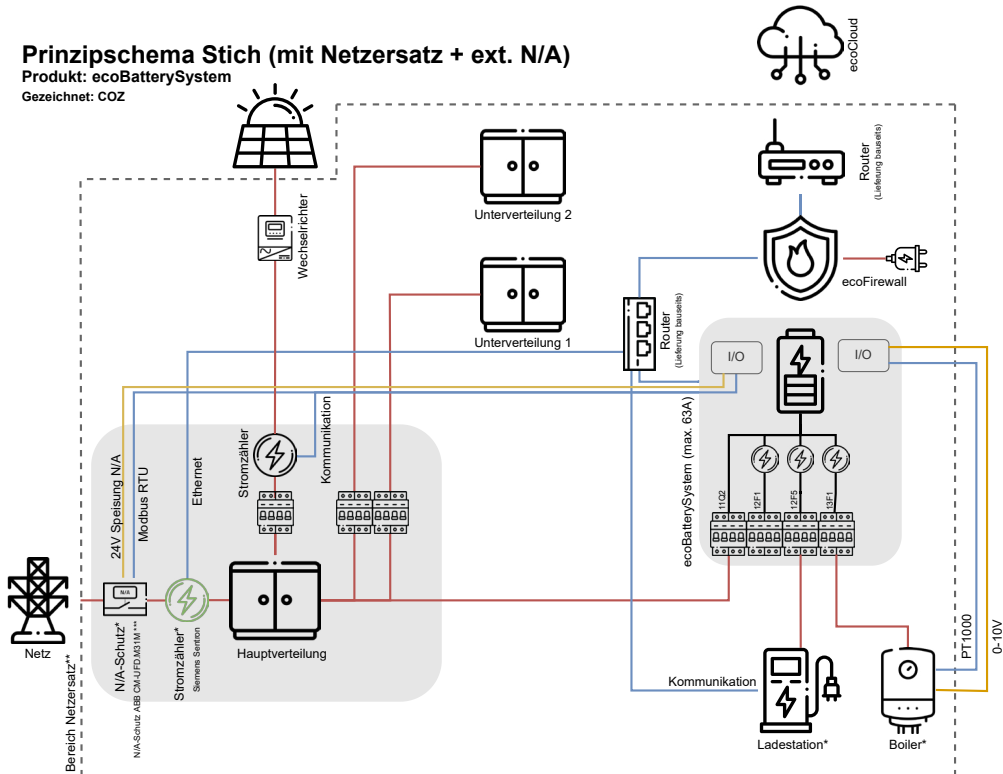 Prinzipschema Stich (mit Netzersatz + ext. N/A)
Produkt: ecoBatterySystem
Gezeichnet: COZ
ecoCloud
Router
(Lieferung bauseits)
Wechselrichter
Unterverteilung 2
ecoFirewall
Unterverteilung 1
Router
(Lieferung bauseits)
I/O
I/O
ecoBatterySystem (max. 63A)
Stromzähler
Kommunikation
24V Speisung N/A
Modbus RTU
Ethernet
11Q2
12F1
12F5
13F1
N/A
Netz
N/A-Schutz*
N/A-Schutz ABB CM-UFD.M31M ***
Stromzähler*
Siemens Sention
Hauptverteilung
Bereich Netzersatz**
Kommunikation
Ladestation*
Boiler*
PT1000
0-10V